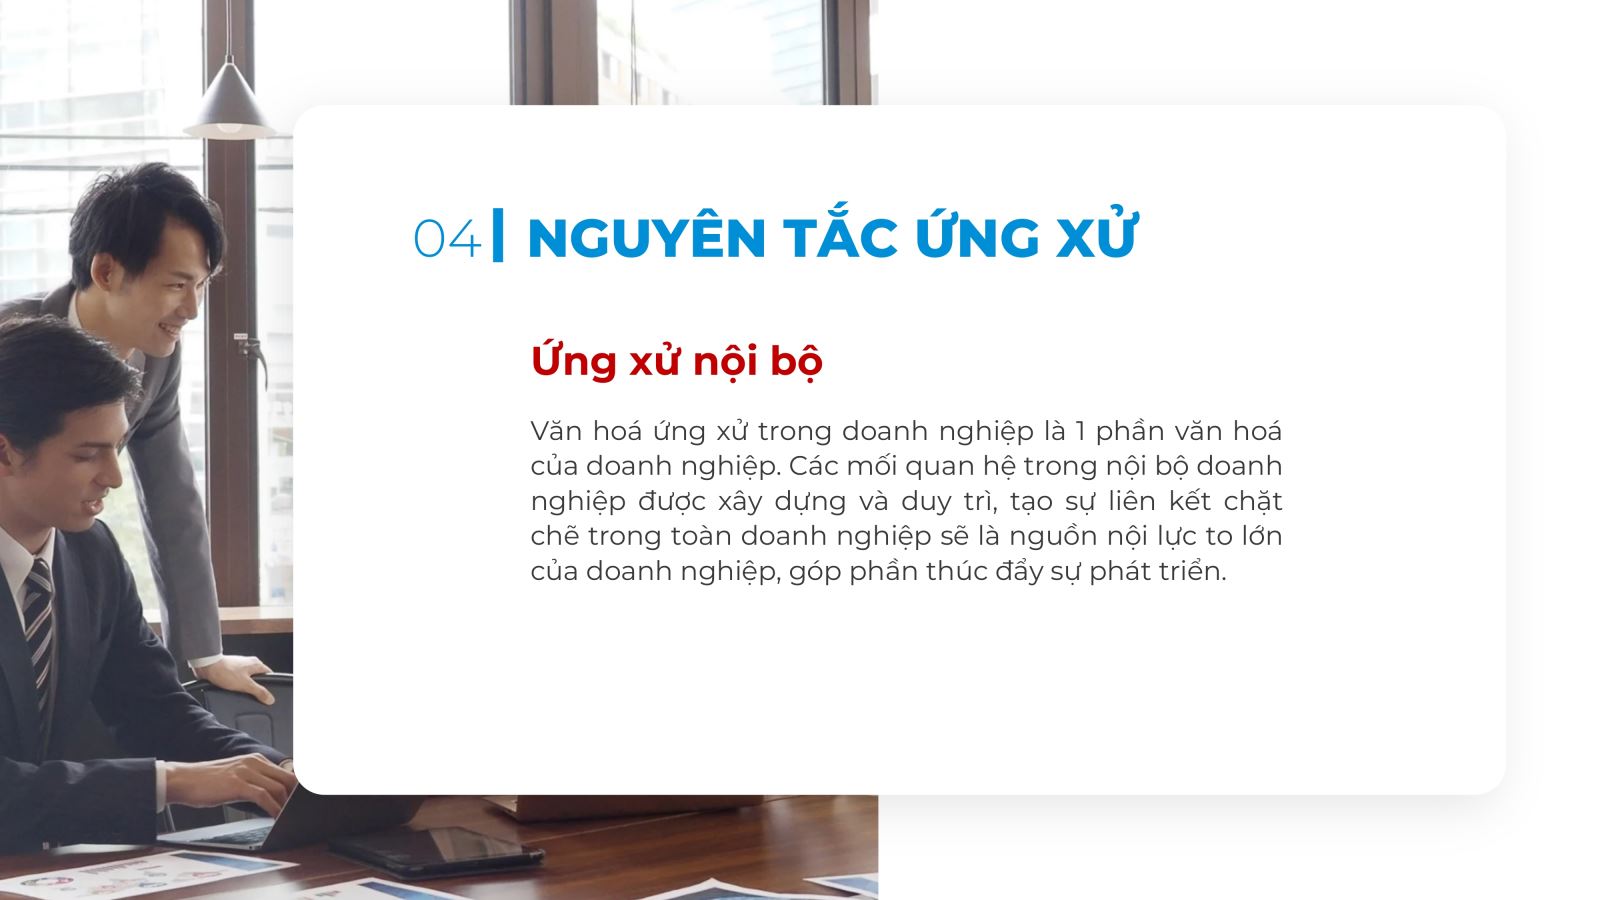 04| NGUYÊN TẮC ỨNG XỬ
Ứng xử nội bộ
Văn hoá ứng xử trong doanh nghiệp là 1 phần văn hoá
của doanh nghiệp. Các mối quan hệ trong nội bộ doanh
nghiệp được xây dựng và duy trì, tạo sự liên kết chặt
chẽ trong toàn doanh nghiệp sẽ là nguồn nội lực to lớn
của doanh nghiệp, góp phần thúc đẩy sự phát triển.